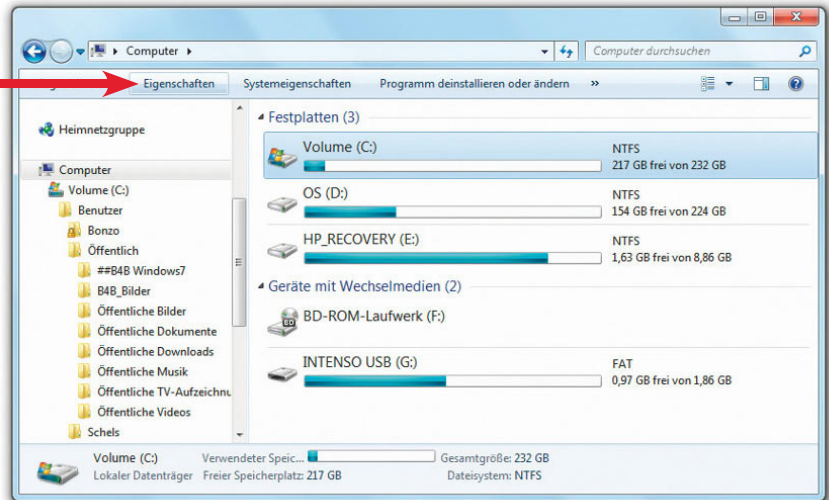 Computer
Computer durchsuchen
Eigenschaften Systemeigenschaften Programm deinstallieren oder ändern »
Heimnetzgruppe
Computer
Volume (C:)
Benutzer
Bonzo
Öffentlich
##B4B Windows7
B4B_Bilder
Öffentliche Bilder
Öffentliche Dokumente
Öffentliche Downloads
Öffentliche Musik
Öffentliche TV-Aufzeichnu
Öffentliche Videos
Schels
Festplatten (3)
Volume (C:) NTFS
217 GB frei von 232 GB
OS (D:) NTFS
154 GB frei von 224 GB
HP_RECOVERY (E:) NTFS
1,63 GB frei von 8,86 GB
Geräte mit Wechselmedien (2)
BD-ROM-Laufwerk (F:)
BD
INTENSO USB (G:) FAT
0,97 GB frei von 1,86 GB
Volume (C:) Verwendeter Speic... Gesamtgröße: 232 GB
Lokaler Datenträger Freier Speicherplatz: 217 GB Dateisystem: NTFS